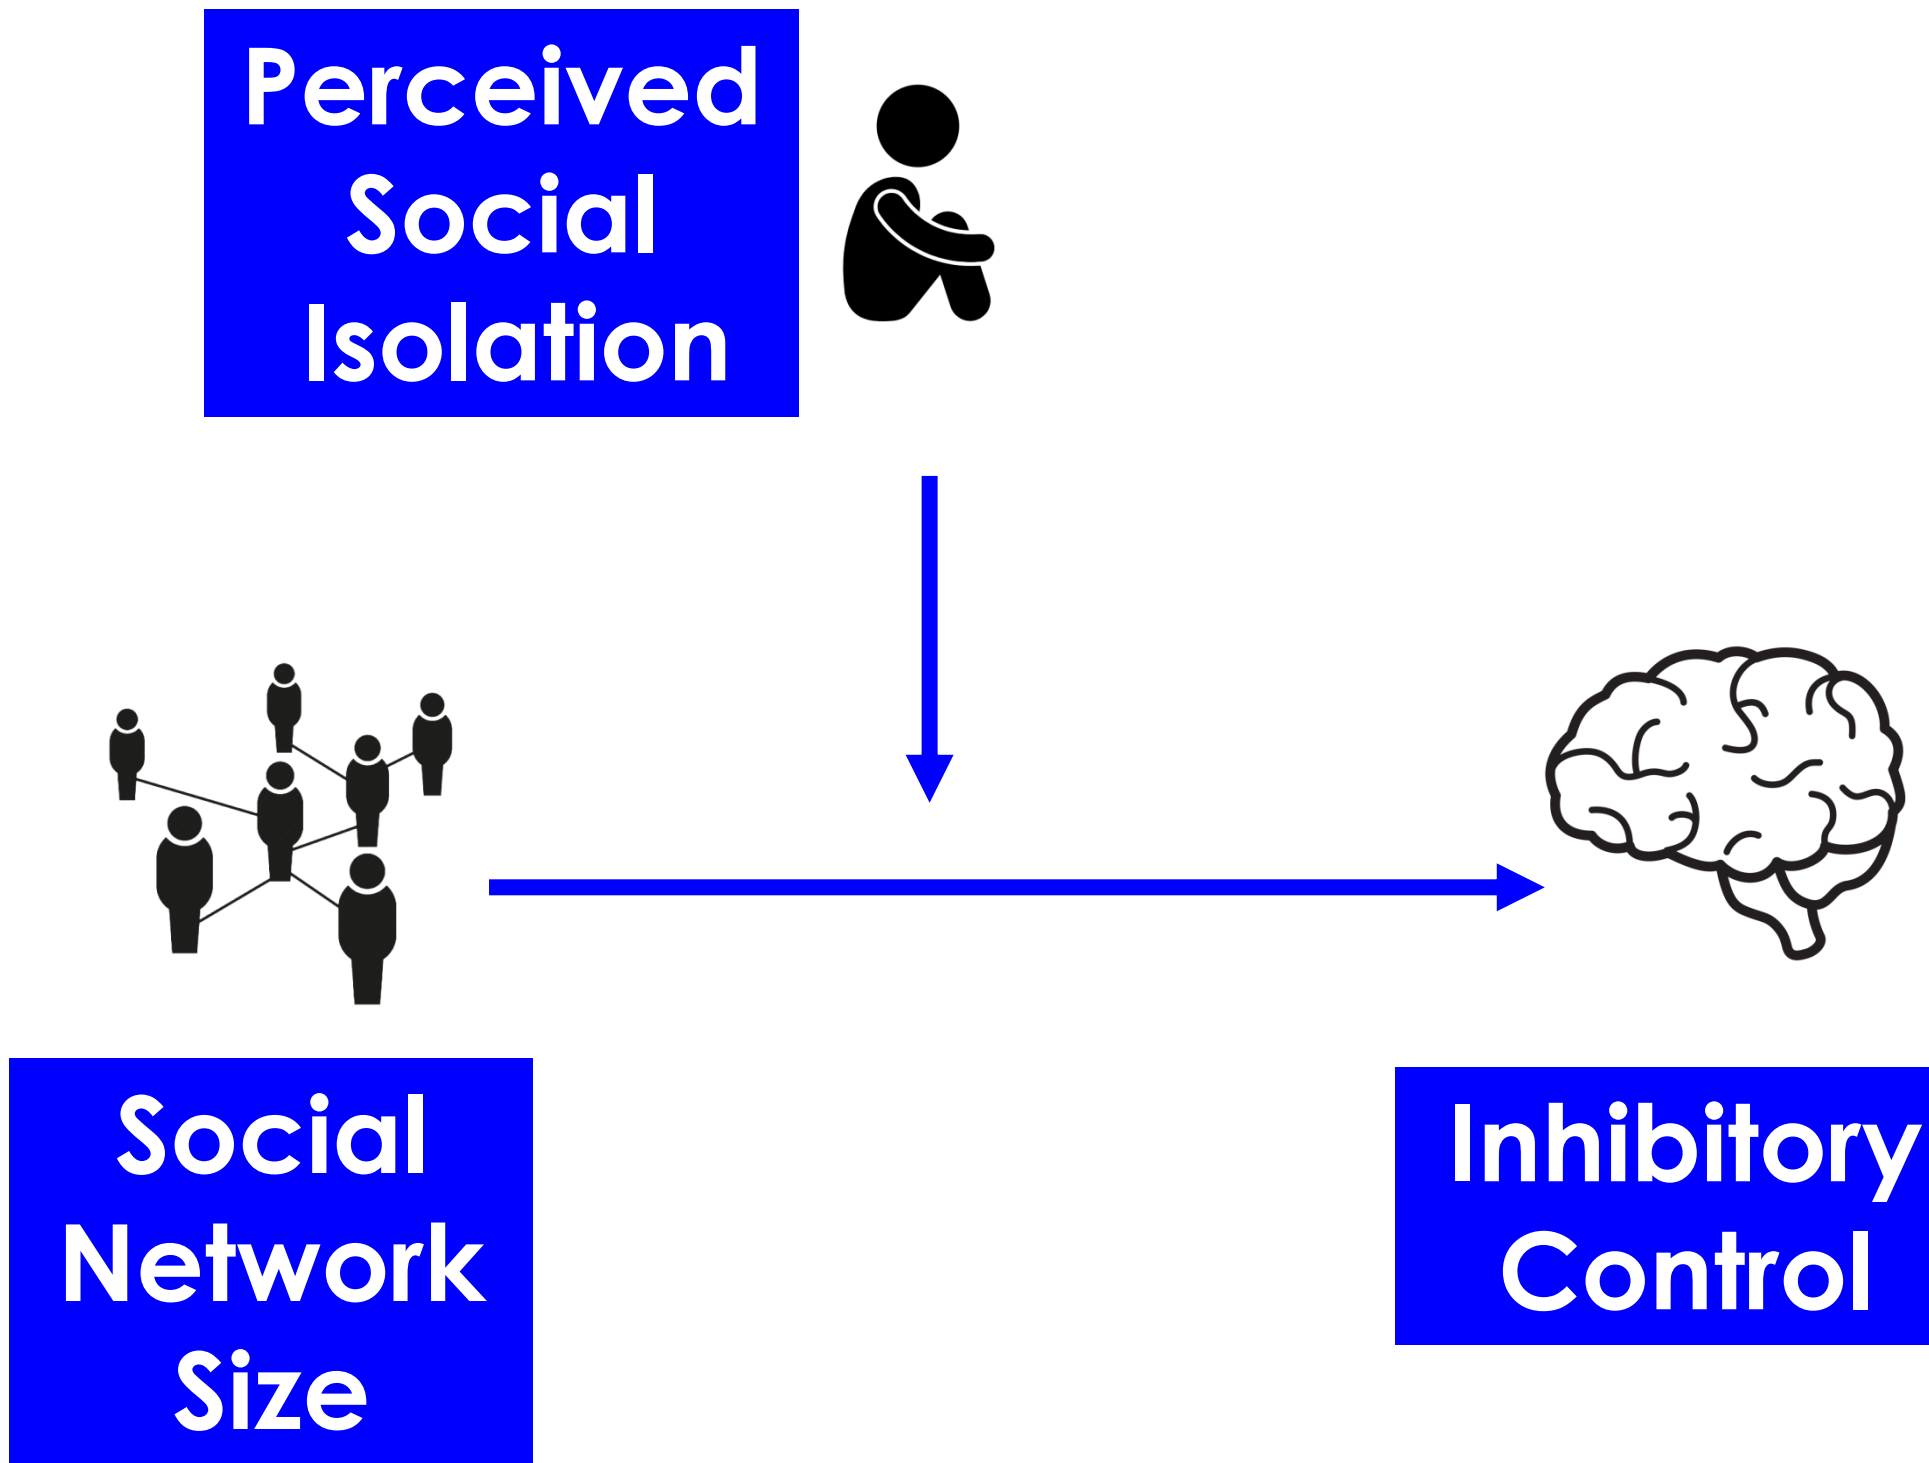 Perceived
Social
Isolation
Social
Network
Size
Inhibitory
Control